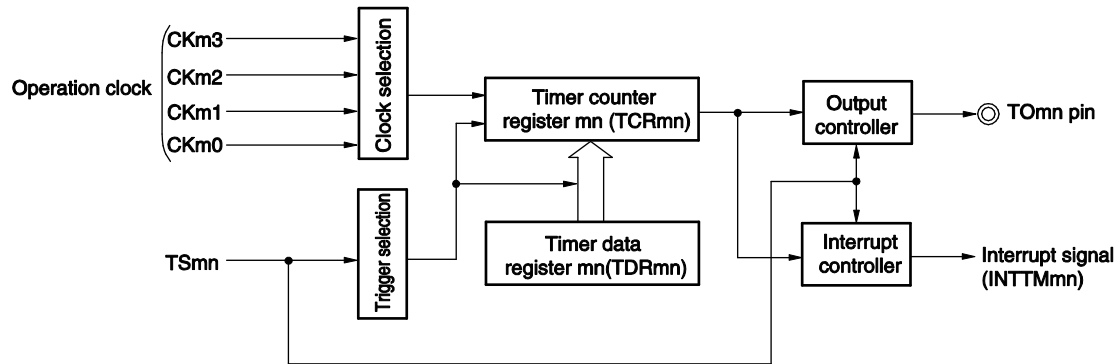 Operation clock
CKm3
CKm2
CKm1
CKm0
Clock selection
Timer counter
register mn (TCRmn)
Output
controller
TOmn pin
TSmn
Trigger selection
Timer data
register mn(TDRmn)
Interrupt
controller
Interrupt signal
(INTTMmn)